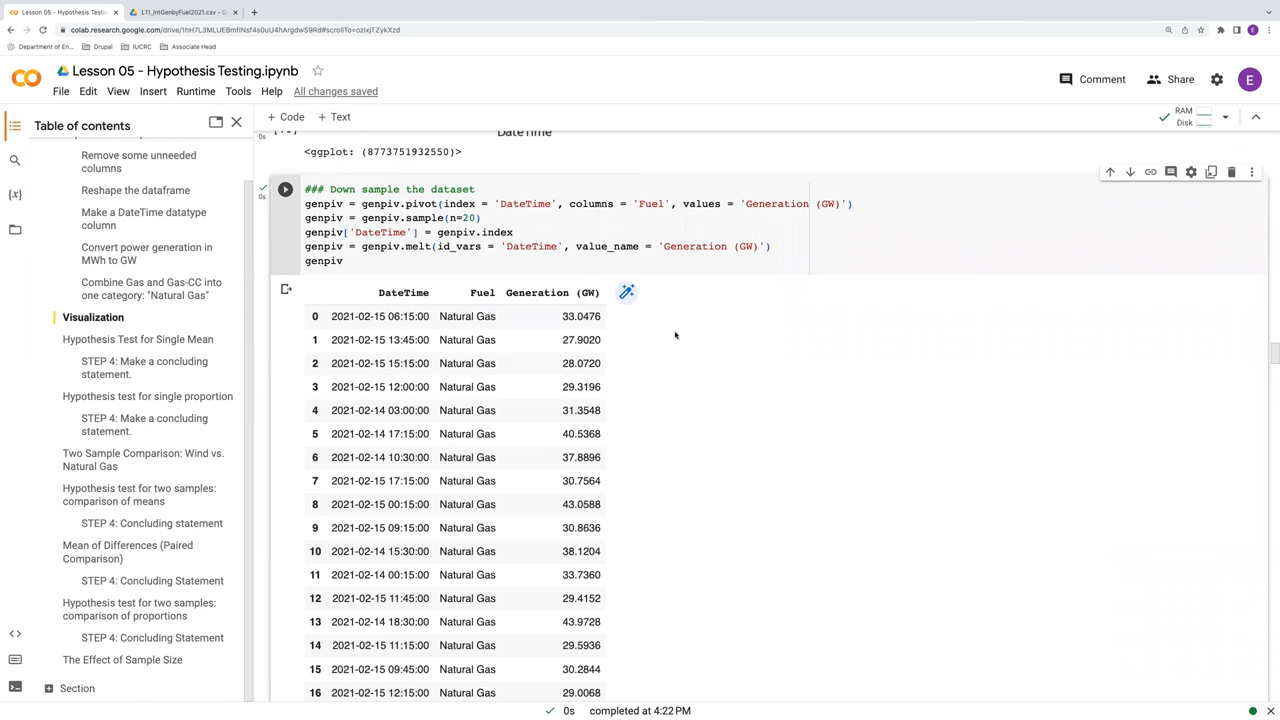 Lesson 05 - Hypothesis Testing
L11_IntGenbyFuel2021.csv - G
colab.research.google.com/drive/1hH7L3MLUEBmfINsf4s0uU4hArgdwS9Rd#scrollTo=ozIxjTZykXzd
Department of En...
Drupal
IUCRC
Associate Head
CO
Lesson 05 - Hypothesis Testing.ipynb
Comment
Share
E
File Edit View Insert Runtime Tools Help All changes saved
Table of contents
+ Code + Text
RAM
Disk
Remove some unneeded
columns
Reshape the dataframe
Make a DateTime datatype
column
Convert power generation in
MWh to GW
Combine Gas and Gas-CC into
one category: "Natural Gas"
Visualization
Hypothesis Test for Single Mean
STEP 4: Make a concluding
statement.
Hypothesis test for single proportion
STEP 4: Make a concluding
statement.
Two Sample Comparison: Wind vs.
Natural Gas
Hypothesis test for two samples:
comparison of means
STEP 4: Concluding statement
Mean of Differences (Paired
Comparison)
STEP 4: Concluding Statement
Hypothesis test for two samples:
comparison of proportions
STEP 4: Concluding Statement
The Effect of Sample Size
Section
0s
DateTime
<ggplot: (8773751932550)>
0s
### Down sample the dataset
genpiv = genpiv.pivot(index = 'DateTime', columns = 'Fuel', values = 'Generation (GW)')
genpiv = genpiv.sample(n=20)
genpiv['DateTime'] = genpiv.index
genpiv = genpiv.melt(id_vars = 'DateTime', value_name = 'Generation (GW)')
genpiv
DateTime Fuel Generation (GW)
0 2021-02-15 06:15:00 Natural Gas 33.0476
1 2021-02-15 13:45:00 Natural Gas 27.9020
2 2021-02-15 15:15:00 Natural Gas 28.0720
3 2021-02-15 12:00:00 Natural Gas 29.3196
4 2021-02-14 03:00:00 Natural Gas 31.3548
5 2021-02-14 17:15:00 Natural Gas 40.5368
6 2021-02-14 10:30:00 Natural Gas 37.8896
7 2021-02-15 17:15:00 Natural Gas 30.7564
8 2021-02-15 00:15:00 Natural Gas 43.0588
9 2021-02-15 09:15:00 Natural Gas 30.8636
10 2021-02-14 15:30:00 Natural Gas 38.1204
11 2021-02-14 00:15:00 Natural Gas 33.7360
12 2021-02-15 11:45:00 Natural Gas 29.4152
13 2021-02-14 18:30:00 Natural Gas 43.9728
14 2021-02-15 11:15:00 Natural Gas 29.5936
15 2021-02-15 09:45:00 Natural Gas 30.2844
16 2021-02-15 12:15:00 Natural Gas 29.0068
0s completed at 4:22 PM